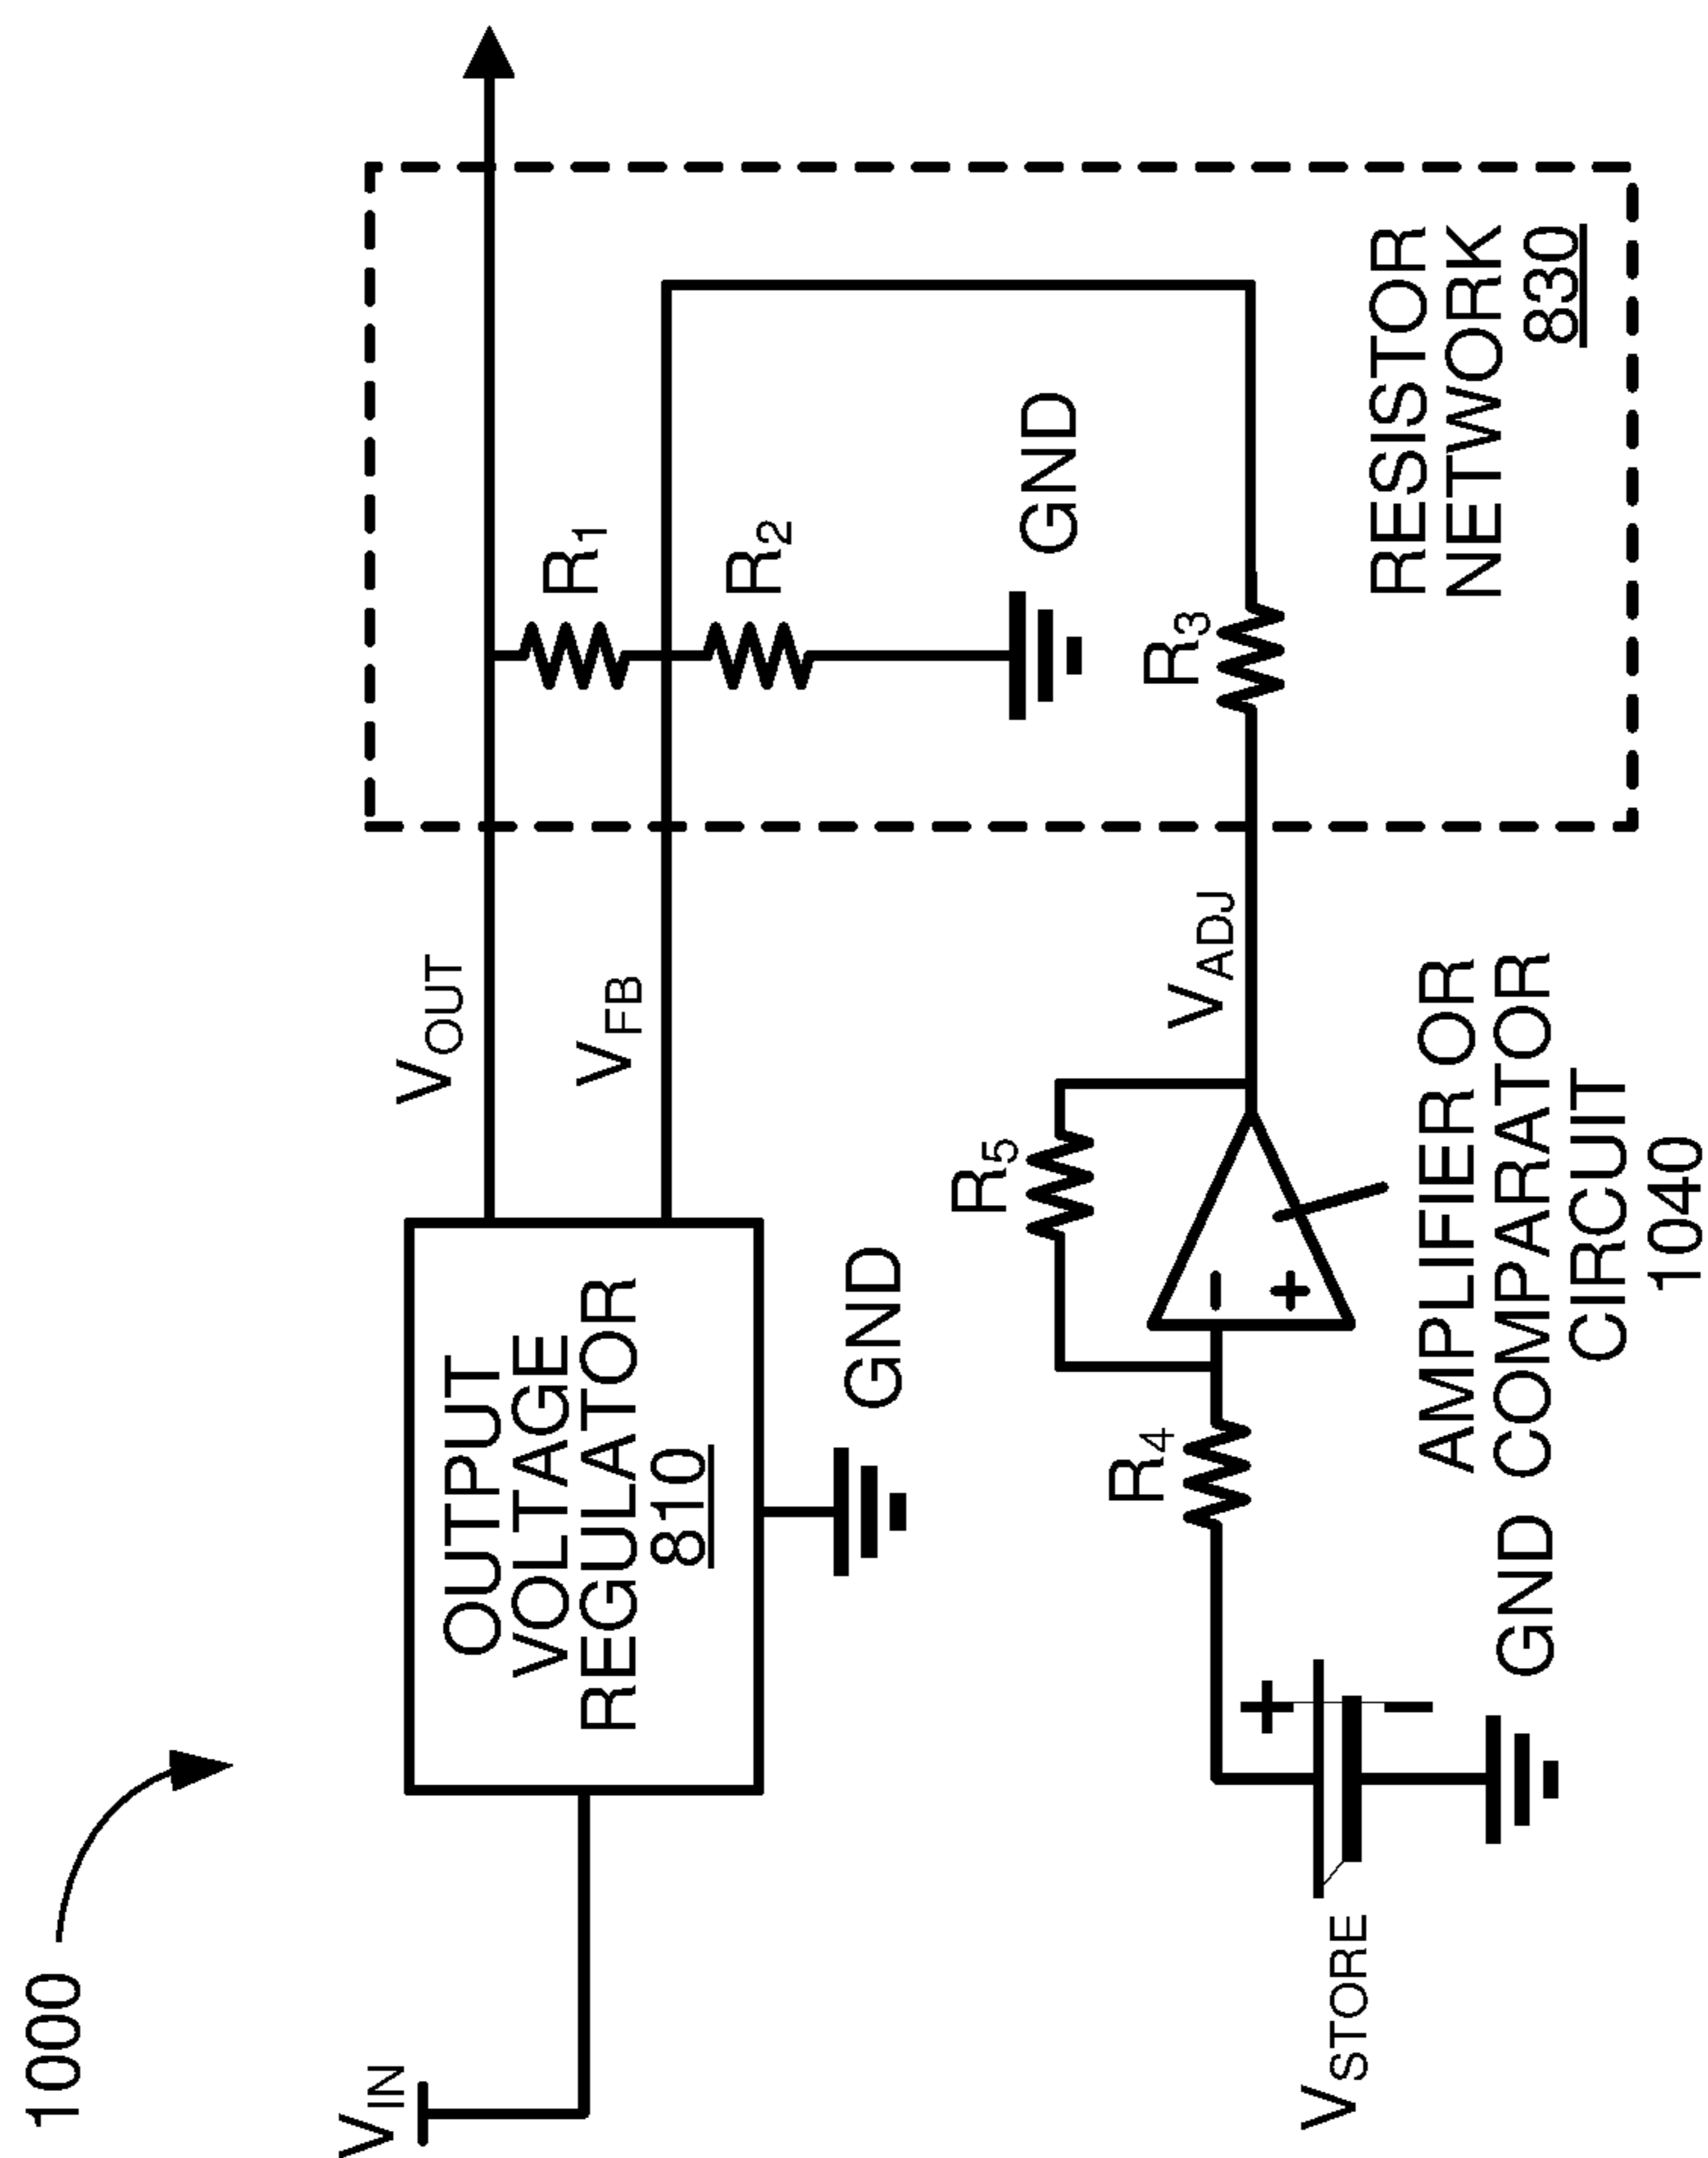 1000
V_IN
OUTPUT
VOLTAGE
REGULATOR
810
GND
V_OUT
V_FB
R_1
R_2
GND
R_3
RESISTOR
NETWORK
830
V_STORE
+
−
GND
R_4
R_5
−
+
V_ADJ
AMPLIFIER OR
COMPARATOR
CIRCUIT
1040